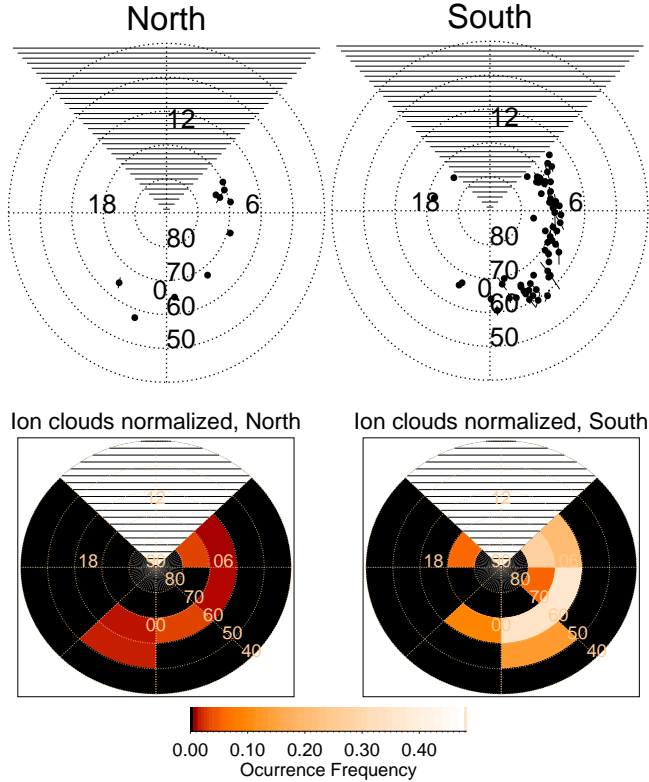 North South
12 12
18 6 18 6
80 80
70 70
0 60 0 60
50 50
Ion clouds normalized, North Ion clouds normalized, South
12 12
18 90 06 18 90 06
80 80
70 70
00 60 00 60
50 50
40 40
0.00 0.10 0.20 0.30 0.40
Ocurrence Frequency